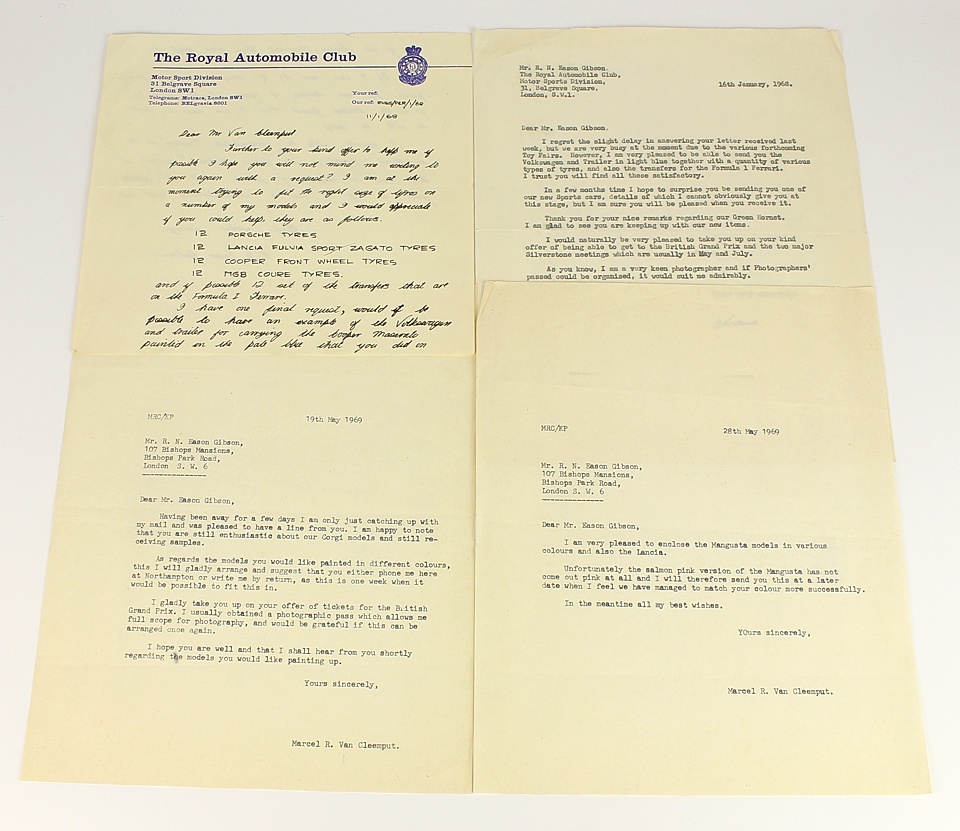 The Royal Automobile Club
Motor Sport Division
31 Belgrave Square
London SW1
Telegrams: Motrace, London SW1
Telephone: BELgravia 8601
Your ref:
Our ref:
11/1/68
Dear Mr Van Cleemput
Further to your kind offer to help me if
possible I hope you will not mind me writing to
you again with a request? I am at the
moment trying to fit the right size of tyres on
a number of my models and I would appreciate
if you could help, they are as follows.
12 PORSCHE TYRES
12 LANCIA FULVIA SPORT ZAGATO TYRES
12 COOPER FRONT WHEEL TYRES
12 MGB COUPE TYRES.
and if possible 12 set of the transfers that are
on the Formula I Ferrari.
I have one final request, would it be
possible to have an example of the Volkswagen
and trailer for carrying the Cooper Maserati
painted in the pale blue that you did on
Mr. R. N. Eason Gibson.
The Royal Automobile Club,
Motor Sports Division,
31, Belgrave Square.
London, S.W.1.
16th January, 1968.
Dear Mr. Eason Gibson.
I regret the slight delay in answering your letter received last
week, but we are very busy at the moment due to the various forthcoming
Toy Fairs. However, I am very pleased to be able to send you the
Volkswagen and Trailer in light blue together with a quantity of various
types of tyres, and also the transfers for the Formula 1 Ferrari.
I trust you will find all these satisfactory.
In a few months time I hope to surprise you be sending you one of
our new Sports cars, details of which I cannot obviously give you at
this stage, but I am sure you will be pleased when you receive it.
Thank you for your nice remarks regarding our Green Hornet.
I am glad to see you are keeping up with our new items.
I would naturally be very pleased to take you up on your kind
offer of being able to get to the British Grand Prix and the two major
Silverstone meetings which are usually in May and July.
As you know, I am a very keen photographer and if Photographers'
passed could be organised, it would suit me admirably.
MRC/KP
19th May 1969
Mr. R. N. Eason Gibson,
107 Bishops Mansions,
Bishops Park Road,
London S. W. 6
Dear Mr. Eason Gibson,
Having been away for a few days I am only just catching up with
my mail and was pleased to have a line from you. I am happy to note
that you are still enthusiastic about our Corgi models and still re-
ceiving samples.
As regards the models you would like painted in different colours,
this I will gladly arrange and suggest that you either phone me here
at Northampton or write me by return, as this is one week when it
would be possible to fit this in.
I gladly take you up on your offer of tickets for the British
Grand Prix. I usually obtained a photographic pass which allows me
full scope for photography, and would be grateful if this can be
arranged once again.
I hope you are well and that I shall hear from you shortly
regarding the models you would like painting up.
Yours sincerely,
Marcel R. Van Cleemput.
MRC/KP
28th May 1969
Mr. R. N. Eason Gibson,
107 Bishops Mansions,
Bishops Park Road,
London S. W. 6
Dear Mr. Eason Gibson,
I am very pleased to enclose the Mangusta models in various
colours and also the Lancia.
Unfortunately the salmon pink version of the Mangusta has not
come out pink at all and I will therefore send you this at a later
date when I feel we have managed to match your colour more successfully.
In the meantime all my best wishes.
YOurs sincerely,
Marcel R. Van Cleemput.